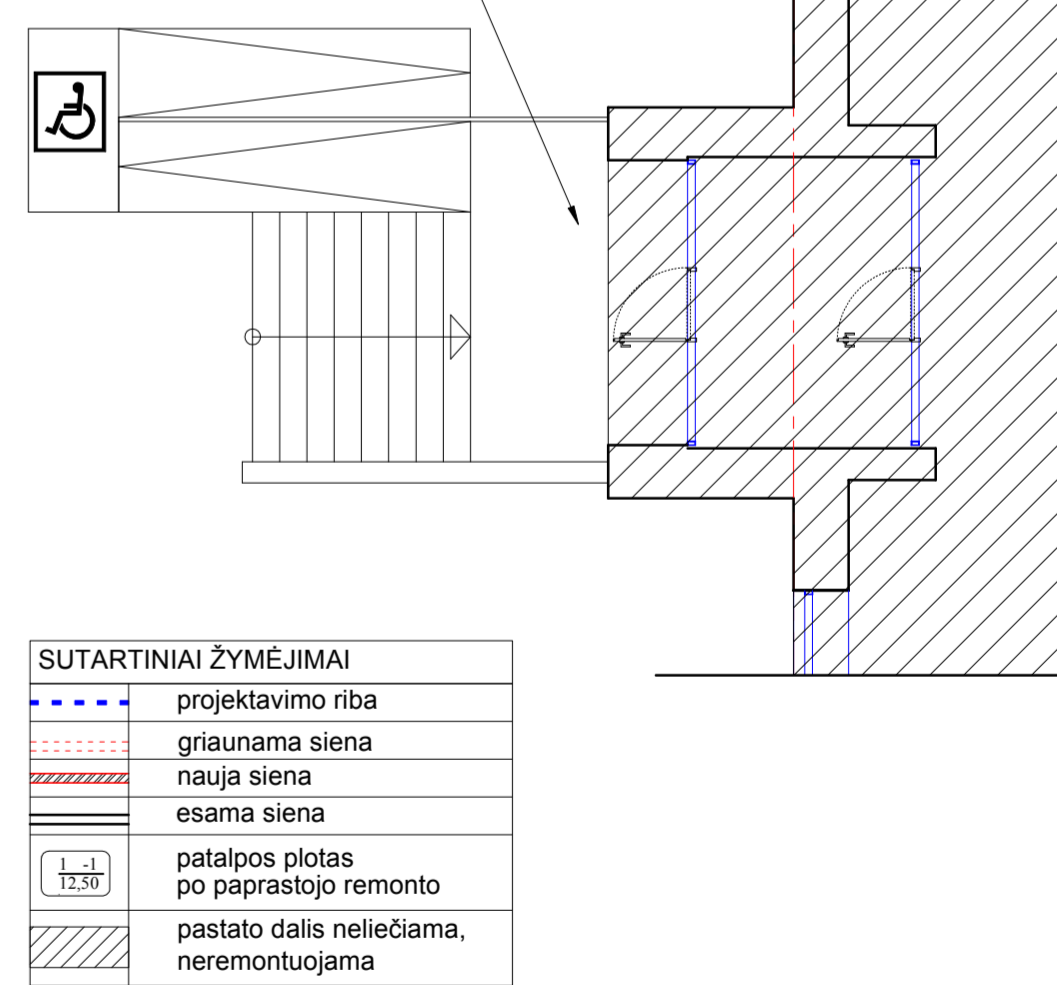 SUTARTINIAI ŽYMĖJIMAI
projektavimo riba
griaunama siena
nauja siena
esama siena
1 -1
12,50
patalpos plotas
po paprastojo remonto
pastato dalis neliečiama,
neremontuojama